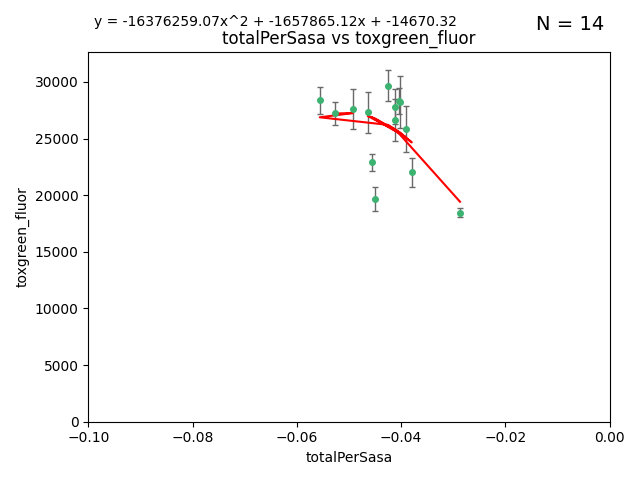 y = -16376259.07x^2 + -1657865.12x + -14670.32
N = 14
totalPerSasa vs toxgreen_fluor
30000
25000
20000
15000
10000
5000
0
toxgreen_fluor
−0.10 −0.08 −0.06 −0.04 −0.02 0.00
totalPerSasa